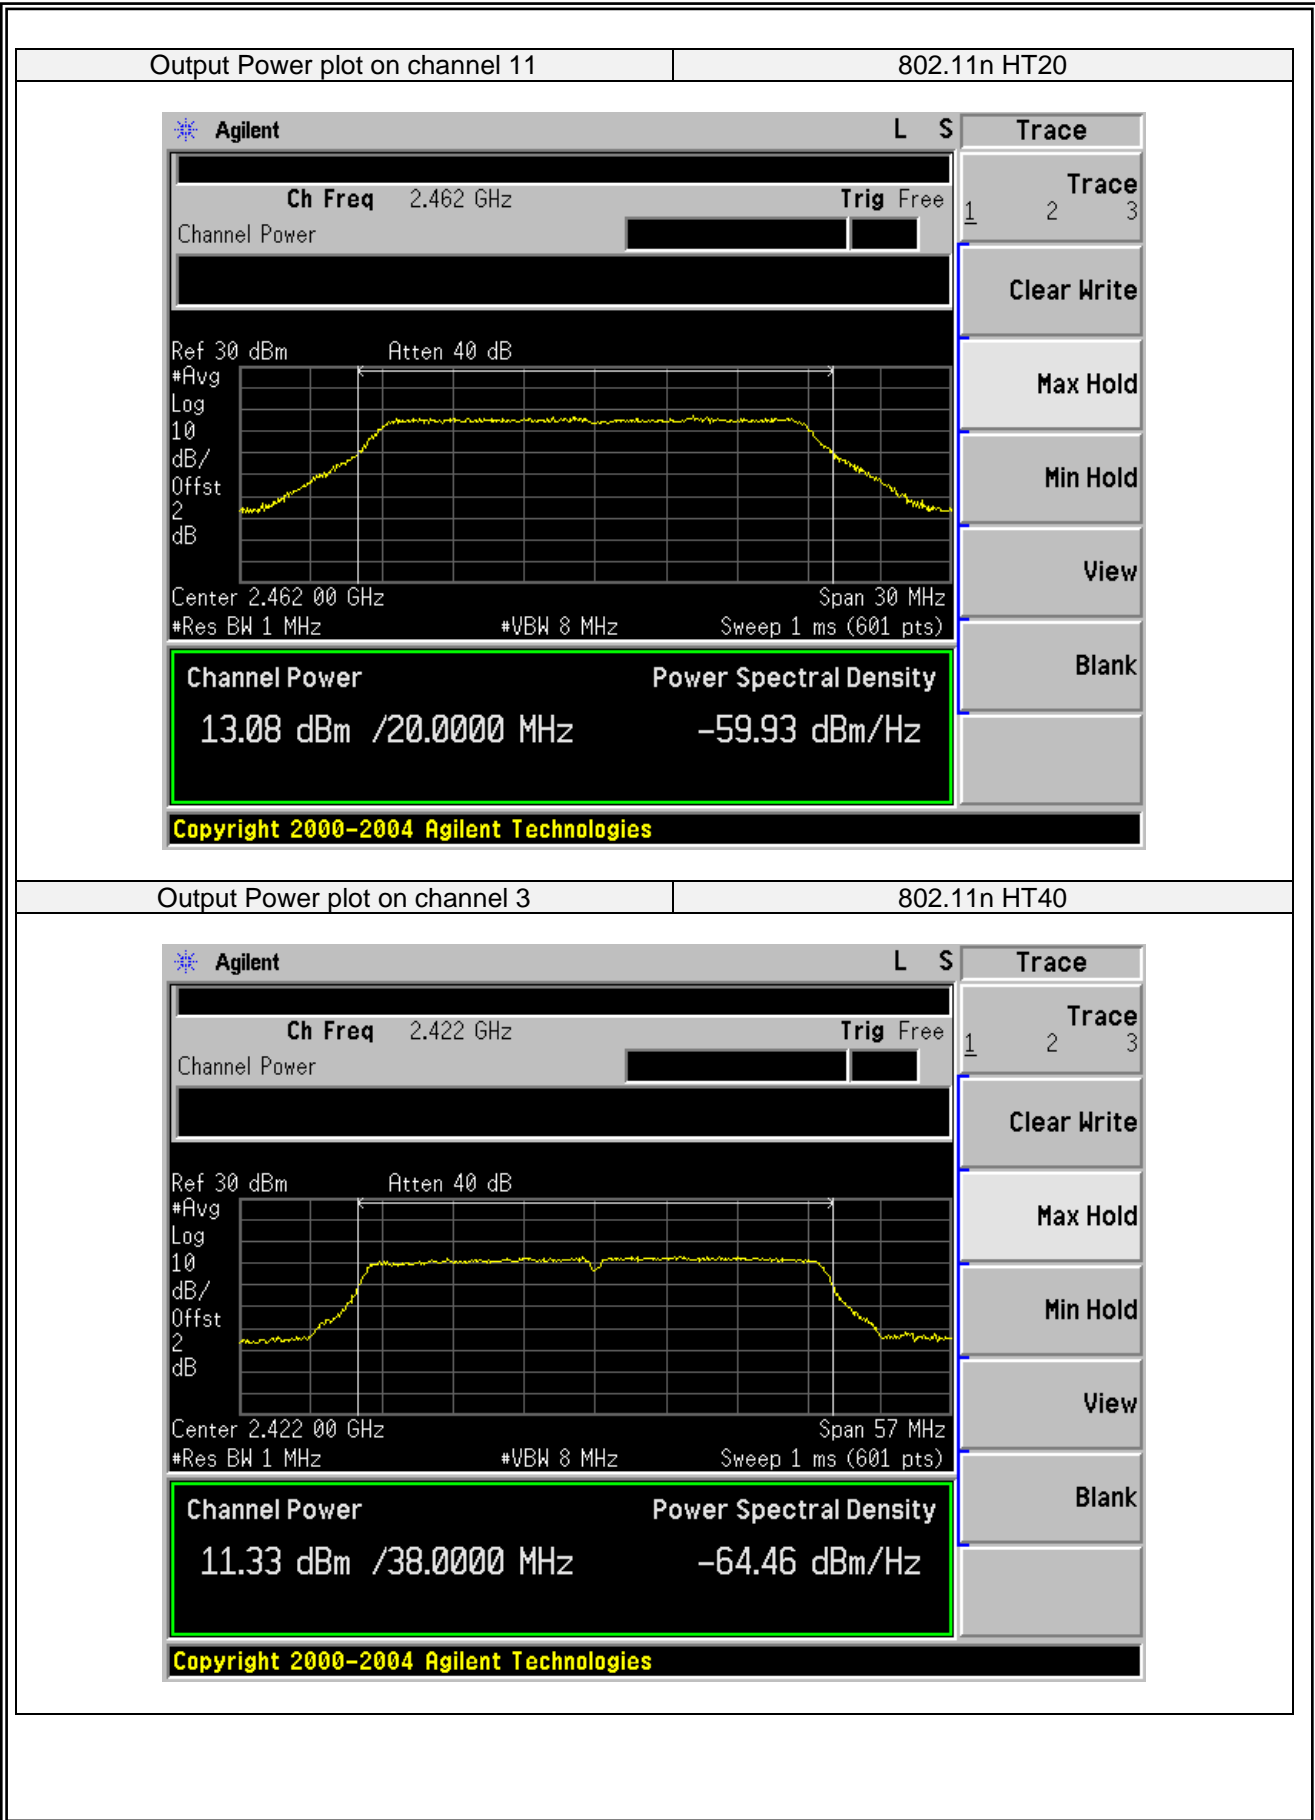 Output Power plot on channel 11 802.11n HT20
Agilent L S Trace
Ch Freq 2.462 GHz Trig Free
Trace
1 2 3
Channel Power
Clear Write
Ref 30 dBm Atten 40 dB
#Avg
Max Hold
Log
10
dB/
Min Hold
Offst
2
dB
View
Center 2.462 00 GHz Span 30 MHz
#Res BW 1 MHz #VBW 8 MHz Sweep 1 ms (601 pts)
Blank
Channel Power Power Spectral Density
13.08 dBm /20.0000 MHz -59.93 dBm/Hz
Copyright 2000-2004 Agilent Technologies
Output Power plot on channel 3 802.11n HT40
Agilent L S Trace
Ch Freq 2.422 GHz Trig Free
Trace
1 2 3
Channel Power
Clear Write
Ref 30 dBm Atten 40 dB
#Avg
Max Hold
Log
10
dB/
Min Hold
Offst
2
dB
View
Center 2.422 00 GHz Span 57 MHz
#Res BW 1 MHz #VBW 8 MHz Sweep 1 ms (601 pts)
Blank
Channel Power Power Spectral Density
11.33 dBm /38.0000 MHz -64.46 dBm/Hz
Copyright 2000-2004 Agilent Technologies